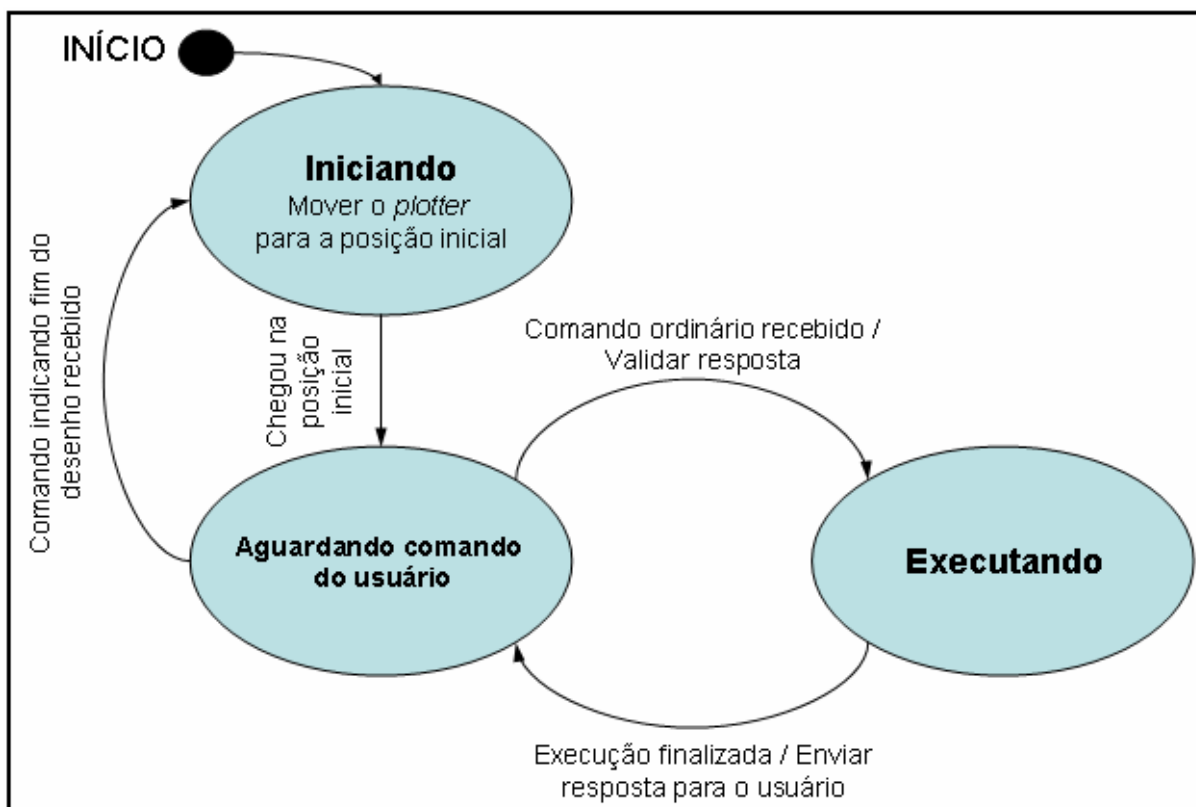 INÍCIO
Iniciando
Mover o plotter
para a posição inicial
Comando indicando fim do
desenho recebido
Chegou na
posição
inicial
Comando ordinário recebido /
Validar resposta
Aguardando comando
do usuário
Executando
Execução finalizada / Enviar
resposta para o usuário